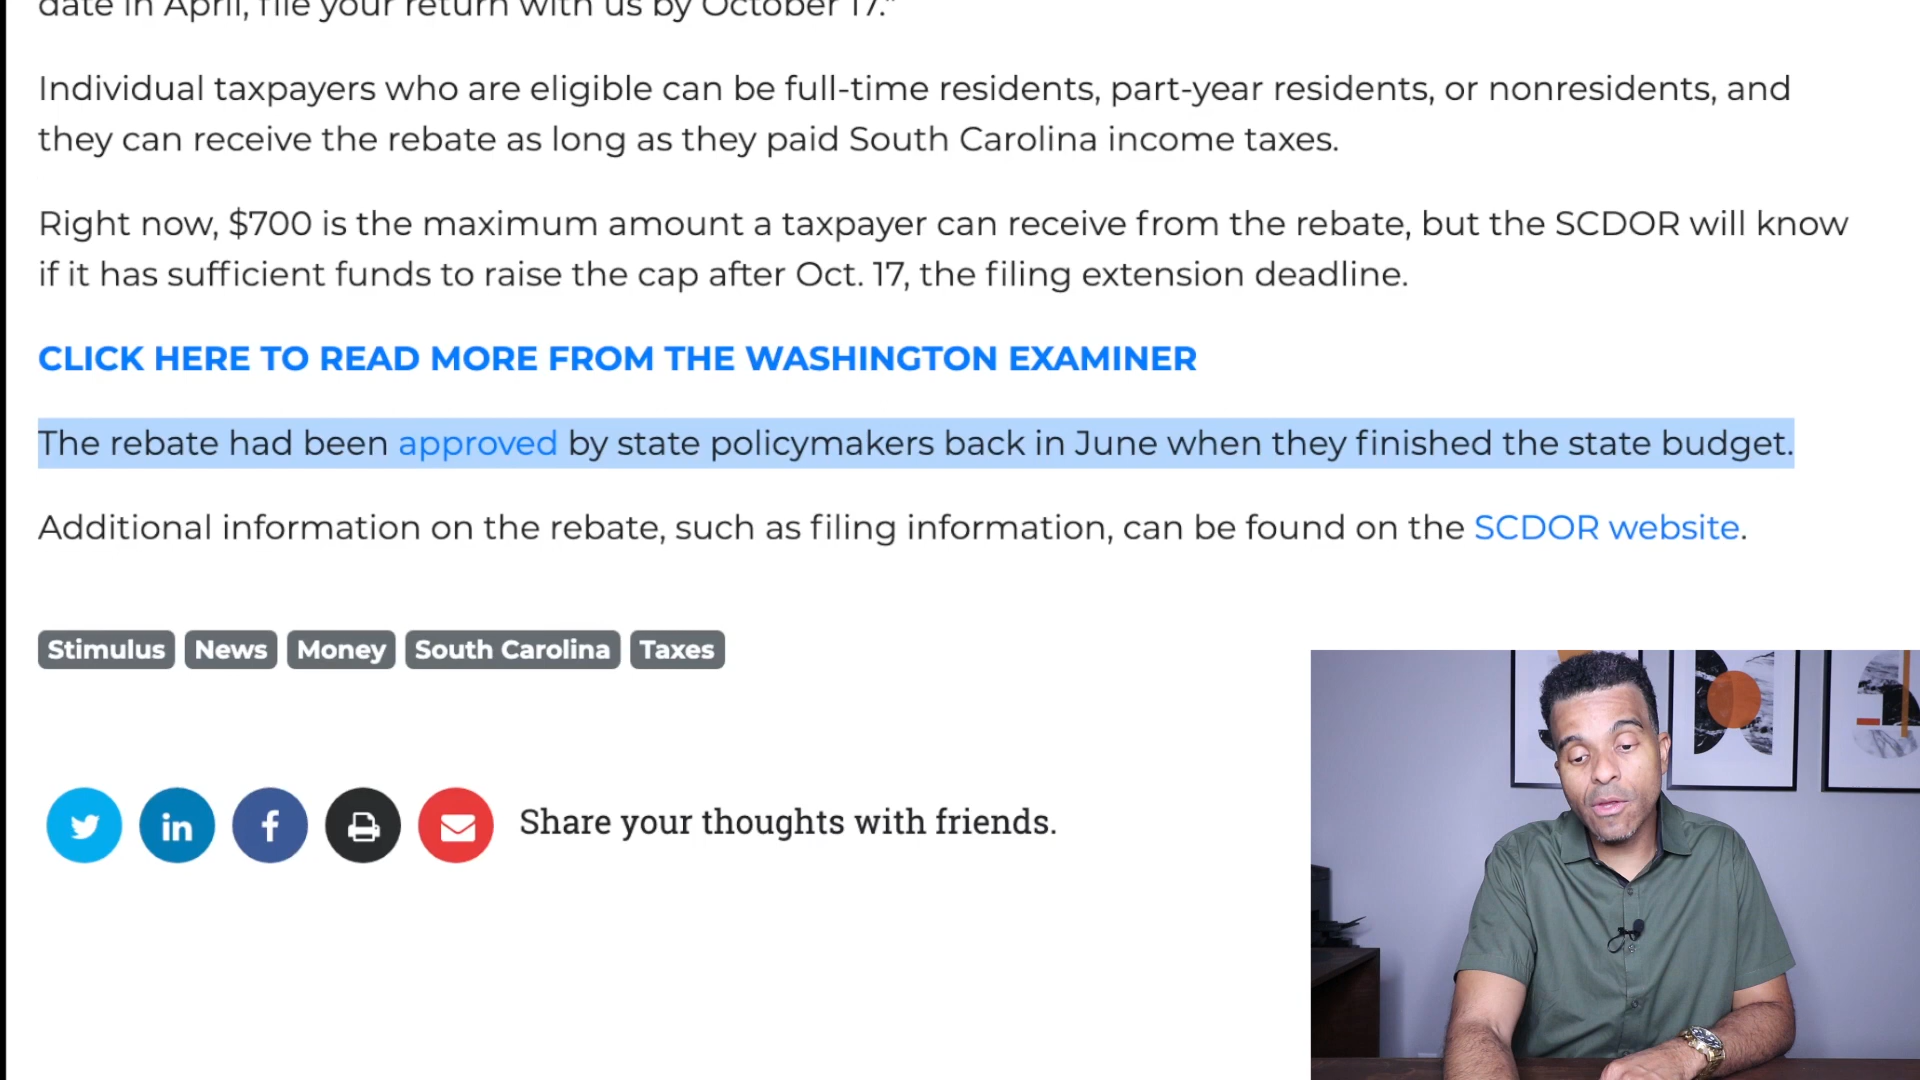 date in April, file your return with us by October 17."
Individual taxpayers who are eligible can be full-time residents, part-year residents, or nonresidents, and
they can receive the rebate as long as they paid South Carolina income taxes.
Right now, $700 is the maximum amount a taxpayer can receive from the rebate, but the SCDOR will know
if it has sufficient funds to raise the cap after Oct. 17, the filing extension deadline.
CLICK HERE TO READ MORE FROM THE WASHINGTON EXAMINER
The rebate had been approved by state policymakers back in June when they finished the state budget.
Additional information on the rebate, such as filing information, can be found on the SCDOR website.
Stimulus News Money South Carolina Taxes
Share your thoughts with friends.